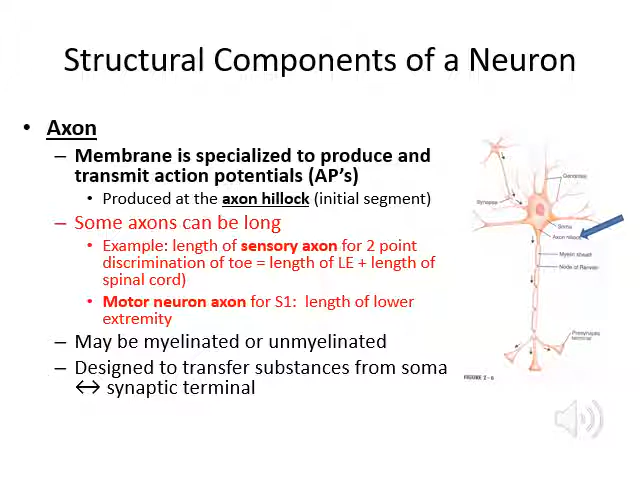 Structural Components of a Neuron
• Axon
– Membrane is specialized to produce and
transmit action potentials (AP's)
• Produced at the axon hillock (initial segment)
– Some axons can be long
• Example: length of sensory axon for 2 point
discrimination of toe = length of LE + length of
spinal cord)
• Motor neuron axon for S1: length of lower
extremity
– May be myelinated or unmyelinated
– Designed to transfer substances from soma
↔ synaptic terminal
Dendrites
Synapse
Soma
Axon hillock
Myelin sheath
Node of Ranvier
Presynaptic
terminal